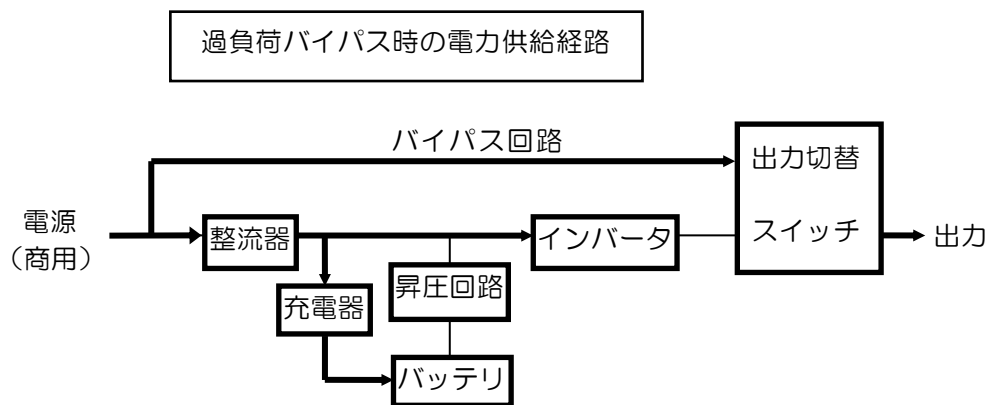 過負荷バイパス時の電力供給経路
バイパス回路
出力切替
スイッチ
電源
（商用）
整流器
インバータ
出力
充電器
昇圧回路
バッテリ